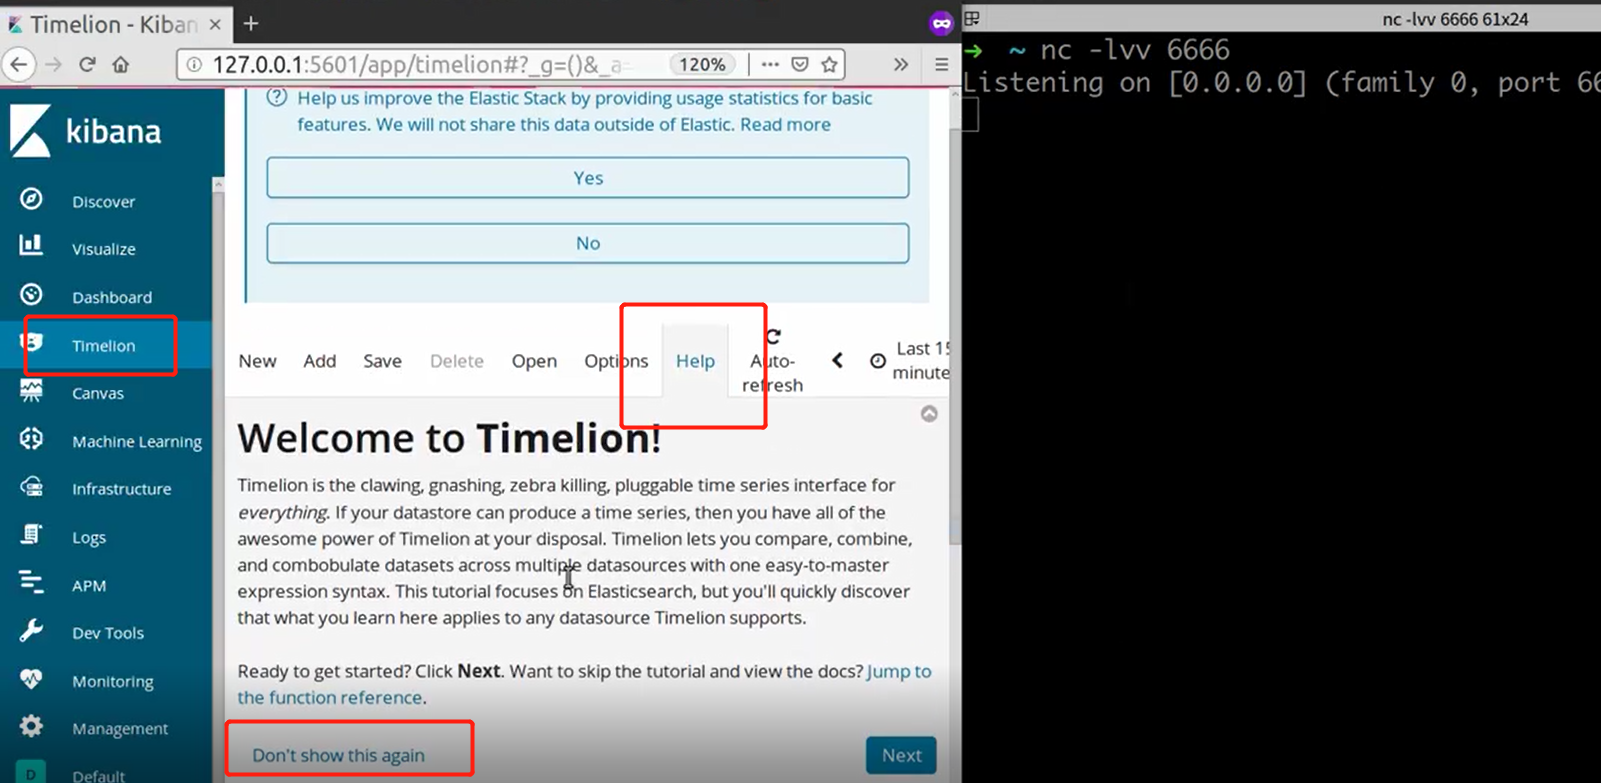 Timelion - Kiban
127.0.0.1:5601/app/timelion#?_g=()&_a=
120%
nc -lvv 6666 61x24
~ nc -lvv 6666
Listening on [0.0.0.0] (family 0, port 66
kibana
Discover
Visualize
Dashboard
Timelion
Canvas
Machine Learning
Infrastructure
Logs
APM
Dev Tools
Monitoring
Management
D Default
Help us improve the Elastic Stack by providing usage statistics for basic
features. We will not share this data outside of Elastic. Read more
Yes
No
New Add Save Delete Open Options Help
Auto-
refresh
Last 15
minute
Welcome to Timelion!
Timelion is the clawing, gnashing, zebra killing, pluggable time series interface for
everything. If your datastore can produce a time series, then you have all of the
awesome power of Timelion at your disposal. Timelion lets you compare, combine,
and combobulate datasets across multiple datasources with one easy-to-master
expression syntax. This tutorial focuses on Elasticsearch, but you'll quickly discover
that what you learn here applies to any datasource Timelion supports.
Ready to get started? Click Next. Want to skip the tutorial and view the docs? Jump to
the function reference.
Don't show this again
Next